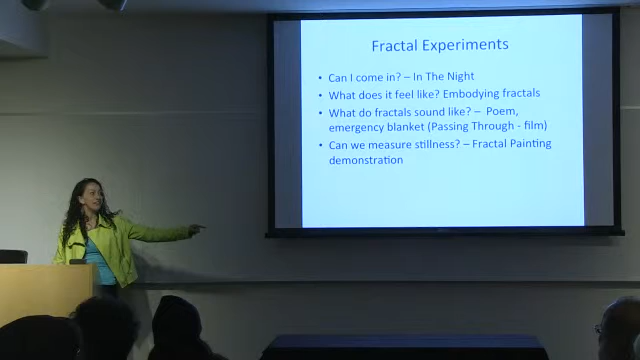 Fractal Experiments
• Can I come in? – In The Night
• What does it feel like? Embodying fractals
• What do fractals sound like? – Poem,
emergency blanket (Passing Through - film)
• Can we measure stillness? – Fractal Painting
demonstration